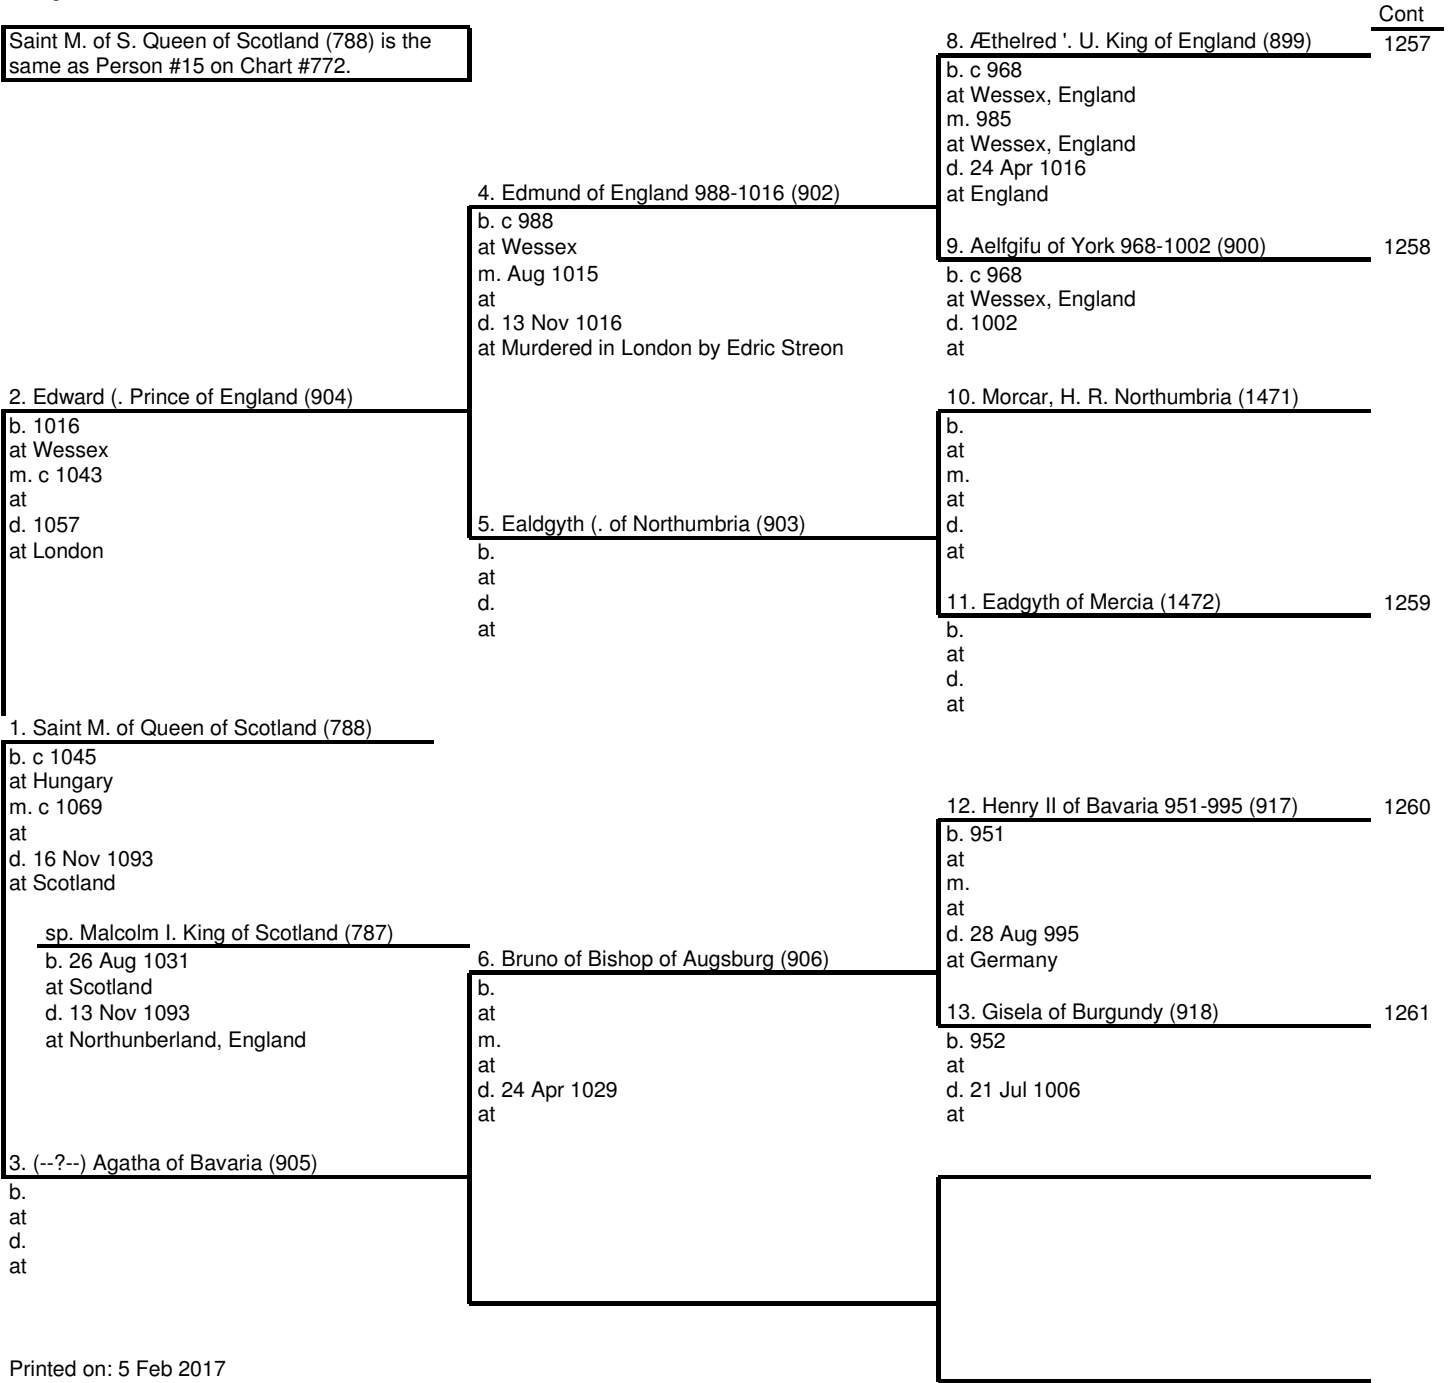 Cont
Saint M. of S. Queen of Scotland (788) is the
same as Person #15 on Chart #772.
8. Æthelred '. U. King of England (899)
1257
b. c 968
at Wessex, England
m. 985
at Wessex, England
d. 24 Apr 1016
at England
4. Edmund of England 988-1016 (902)
b. c 988
at Wessex
m. Aug 1015
at
d. 13 Nov 1016
at Murdered in London by Edric Streon
9. Aelfgifu of York 968-1002 (900)
1258
b. c 968
at Wessex, England
d. 1002
at
2. Edward (. Prince of England (904)
b. 1016
at Wessex
m. c 1043
at
d. 1057
at London
10. Morcar, H. R. Northumbria (1471)
b.
at
m.
at
d.
at
5. Ealdgyth (. of Northumbria (903)
b.
at
d.
at
11. Eadgyth of Mercia (1472)
1259
b.
at
d.
at
1. Saint M. of Queen of Scotland (788)
b. c 1045
at Hungary
m. c 1069
at
d. 16 Nov 1093
at Scotland
12. Henry II of Bavaria 951-995 (917)
1260
b. 951
at
m.
at
d. 28 Aug 995
at Germany
sp. Malcolm I. King of Scotland (787)
b. 26 Aug 1031
at Scotland
d. 13 Nov 1093
at Northunberland, England
6. Bruno of Bishop of Augsburg (906)
b.
at
m.
at
d. 24 Apr 1029
at
13. Gisela of Burgundy (918)
1261
b. 952
at
d. 21 Jul 1006
at
3. (--?--) Agatha of Bavaria (905)
b.
at
d.
at
Printed on: 5 Feb 2017